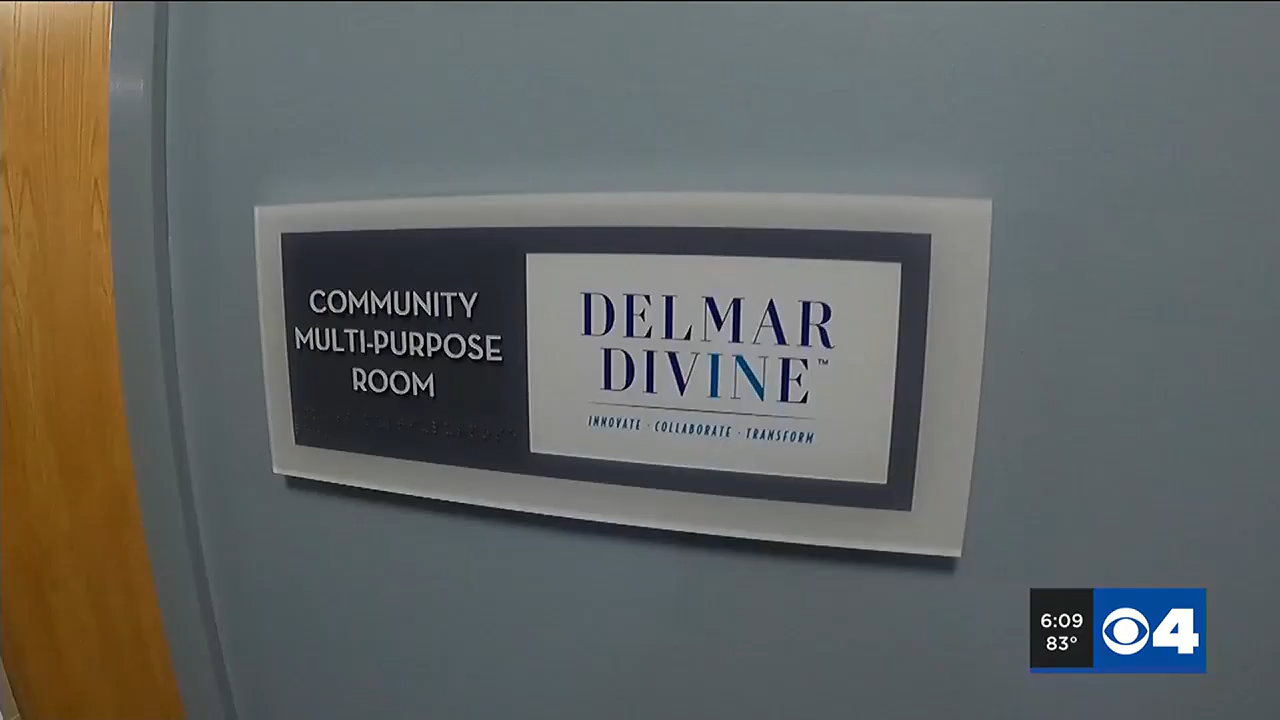 COMMUNITY
MULTI-PURPOSE
ROOM
DELMAR
DIVINE™
INNOVATE · COLLABORATE · TRANSFORM
6:09
83°
4